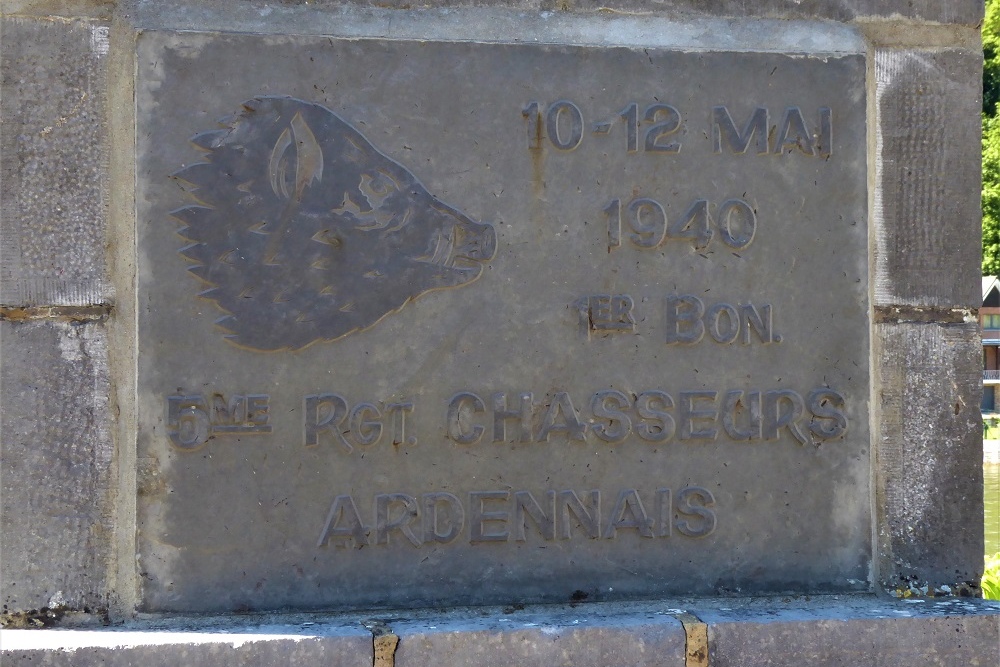 10-12 MAI
1940
1ER BON.
5ME RGT. CHASSEURS
ARDENNAIS